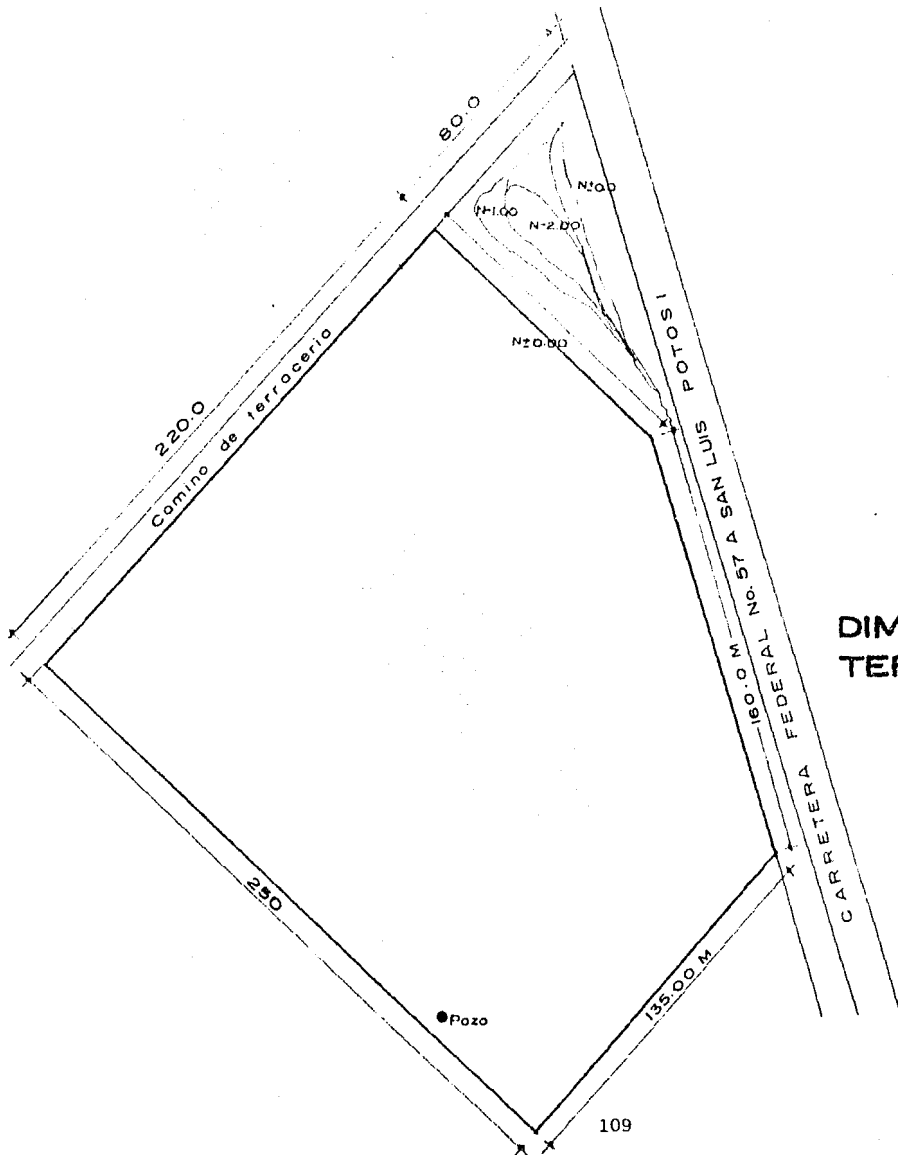 80.0
N±0.0
N-1.00
N-2.00
N±0.00
220.0
Camino de terraceria
CARRETERA FEDERAL No. 57 A SAN LUIS POTOSI
160.0 M
DIM
TER
250
135.00 M
Pozo
109